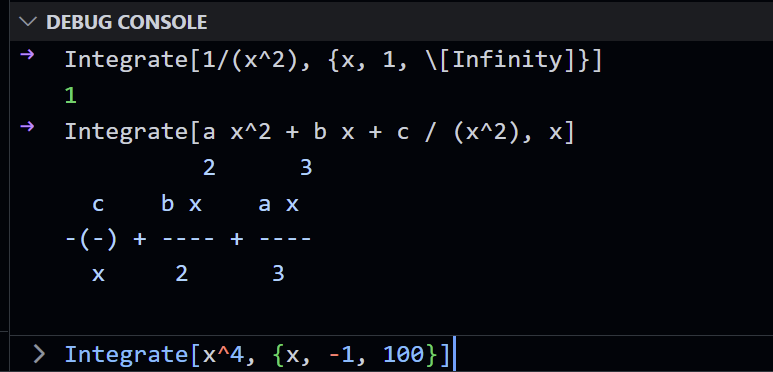 DEBUG CONSOLE
Integrate[1/(x^2), {x, 1, \[Infinity]}]
1
Integrate[a x^2 + b x + c / (x^2), x]
            2       3
  c     b x     a x
-(-) + ---- + ----
  x      2       3
Integrate[x^4, {x, -1, 100}]